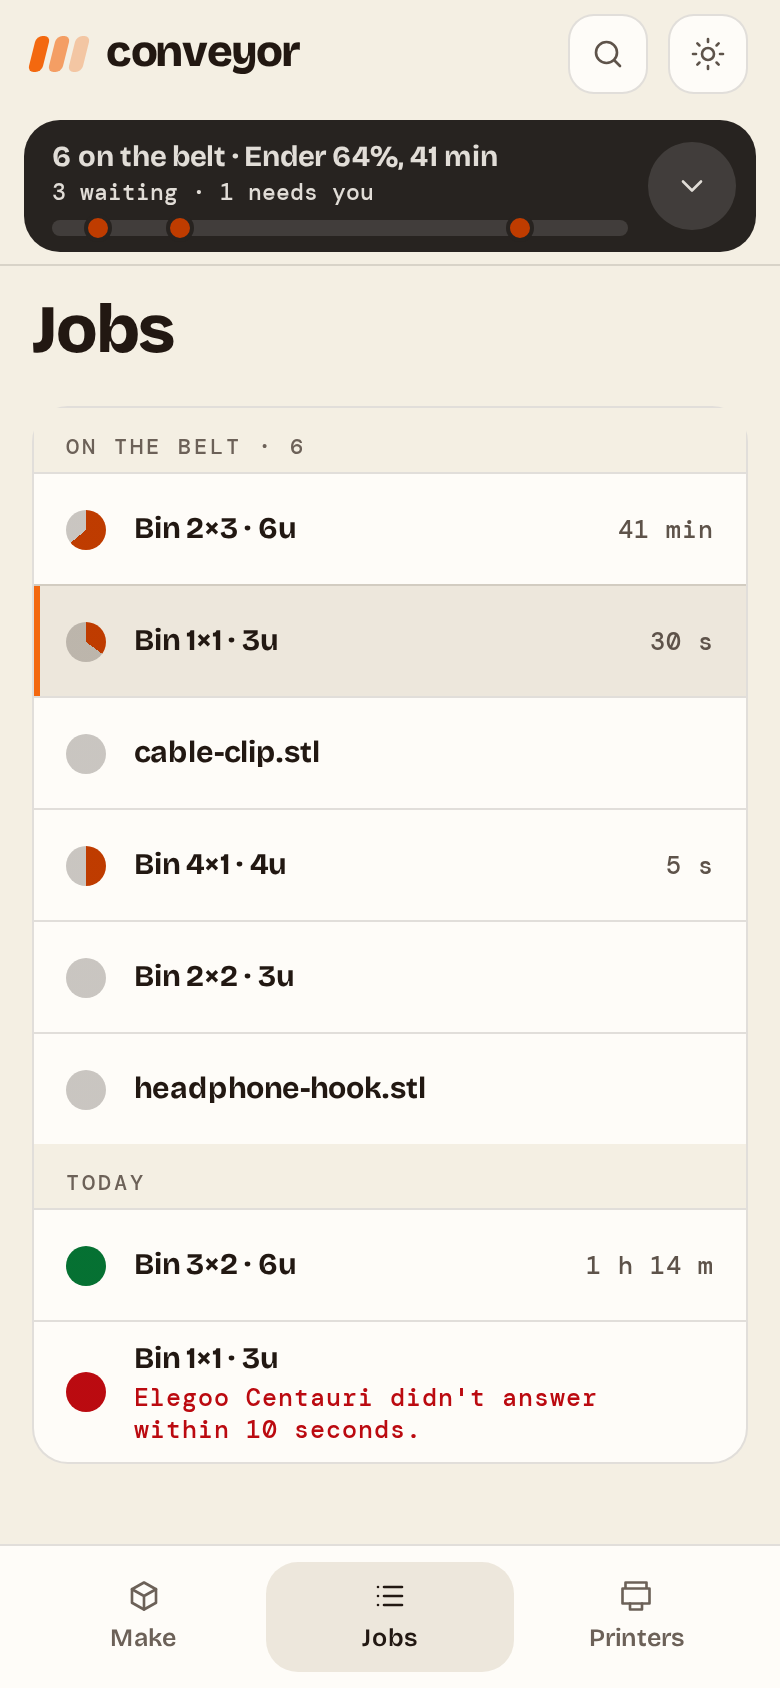 conveyor
6 on the belt · Ender 64%, 41 min
3 waiting · 1 needs you
Jobs
ON THE BELT · 6
Bin 2×3 · 6u
41 min
Bin 1×1 · 3u
30 s
cable-clip.stl
Bin 4×1 · 4u
5 s
Bin 2×2 · 3u
headphone-hook.stl
TODAY
Bin 3×2 · 6u
1 h 14 m
Bin 1×1 · 3u
Elegoo Centauri didn't answer
within 10 seconds.
Make
Jobs
Printers